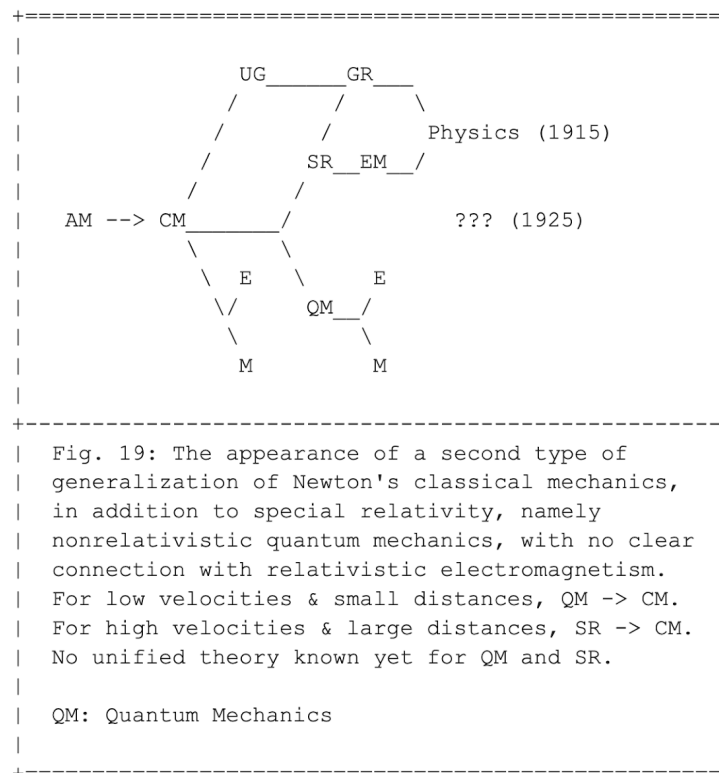 UG______GR___
Physics (1915)
SR__EM__/
AM --> CM_______/ ??? (1925)
E E
QM__/
M M
Fig. 19: The appearance of a second type of
generalization of Newton's classical mechanics,
in addition to special relativity, namely
nonrelativistic quantum mechanics, with no clear
connection with relativistic electromagnetism.
For low velocities & small distances, QM -> CM.
For high velocities & large distances, SR -> CM.
No unified theory known yet for QM and SR.
QM: Quantum Mechanics